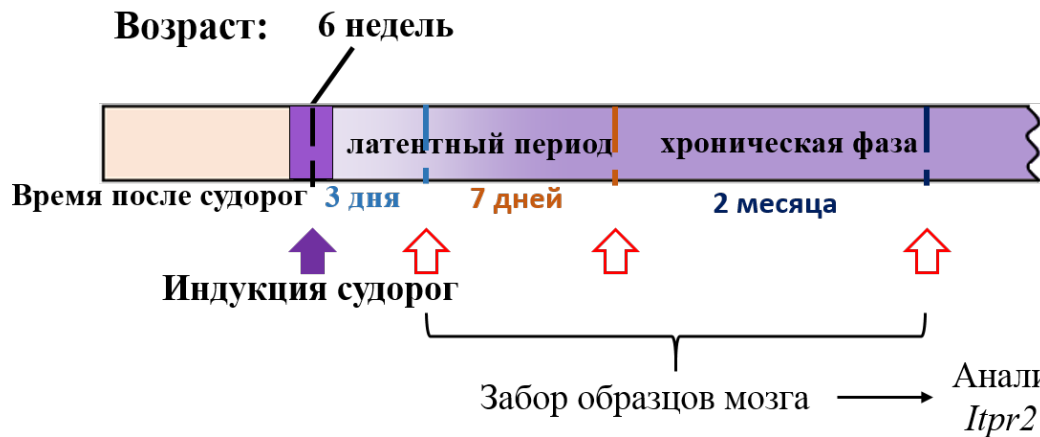 Возраст: 6 недель
латентный период хроническая фаза
Время после судорог 3 дня 7 дней 2 месяца
Индукция судорог
Забор образцов мозга
Itpr2